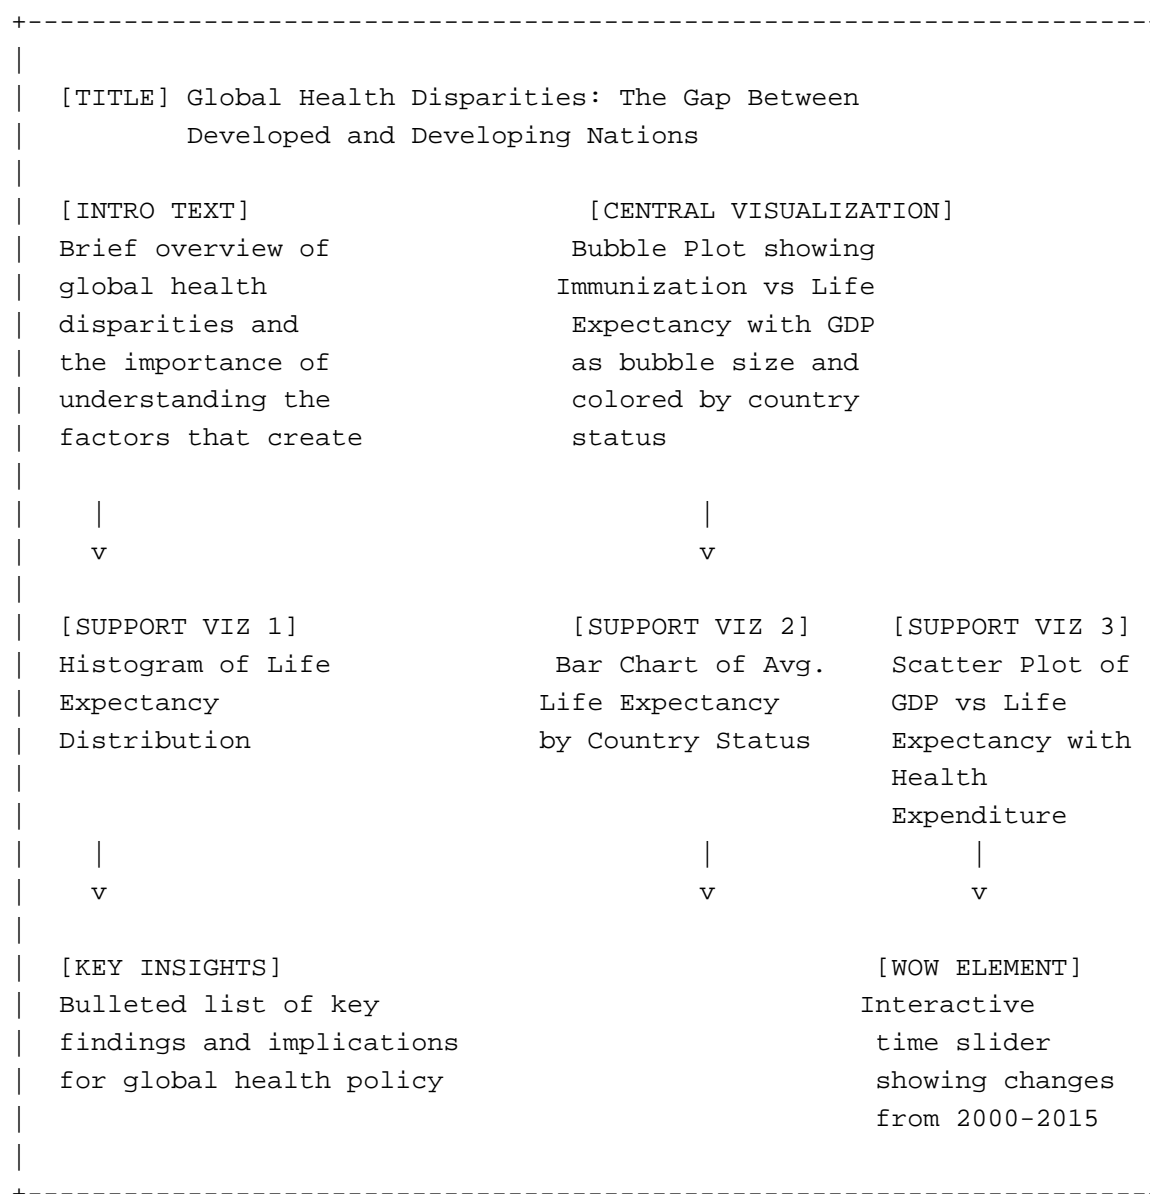 [TITLE] Global Health Disparities: The Gap Between
Developed and Developing Nations
[INTRO TEXT]
Brief overview of
global health
disparities and
the importance of
understanding the
factors that create
[CENTRAL VISUALIZATION]
Bubble Plot showing
Immunization vs Life
Expectancy with GDP
as bubble size and
colored by country
status
[SUPPORT VIZ 1]
Histogram of Life
Expectancy
Distribution
[SUPPORT VIZ 2]
Bar Chart of Avg.
Life Expectancy
by Country Status
[SUPPORT VIZ 3]
Scatter Plot of
GDP vs Life
Expectancy with
Health
Expenditure
[KEY INSIGHTS]
Bulleted list of key
findings and implications
for global health policy
[WOW ELEMENT]
Interactive
time slider
showing changes
from 2000-2015